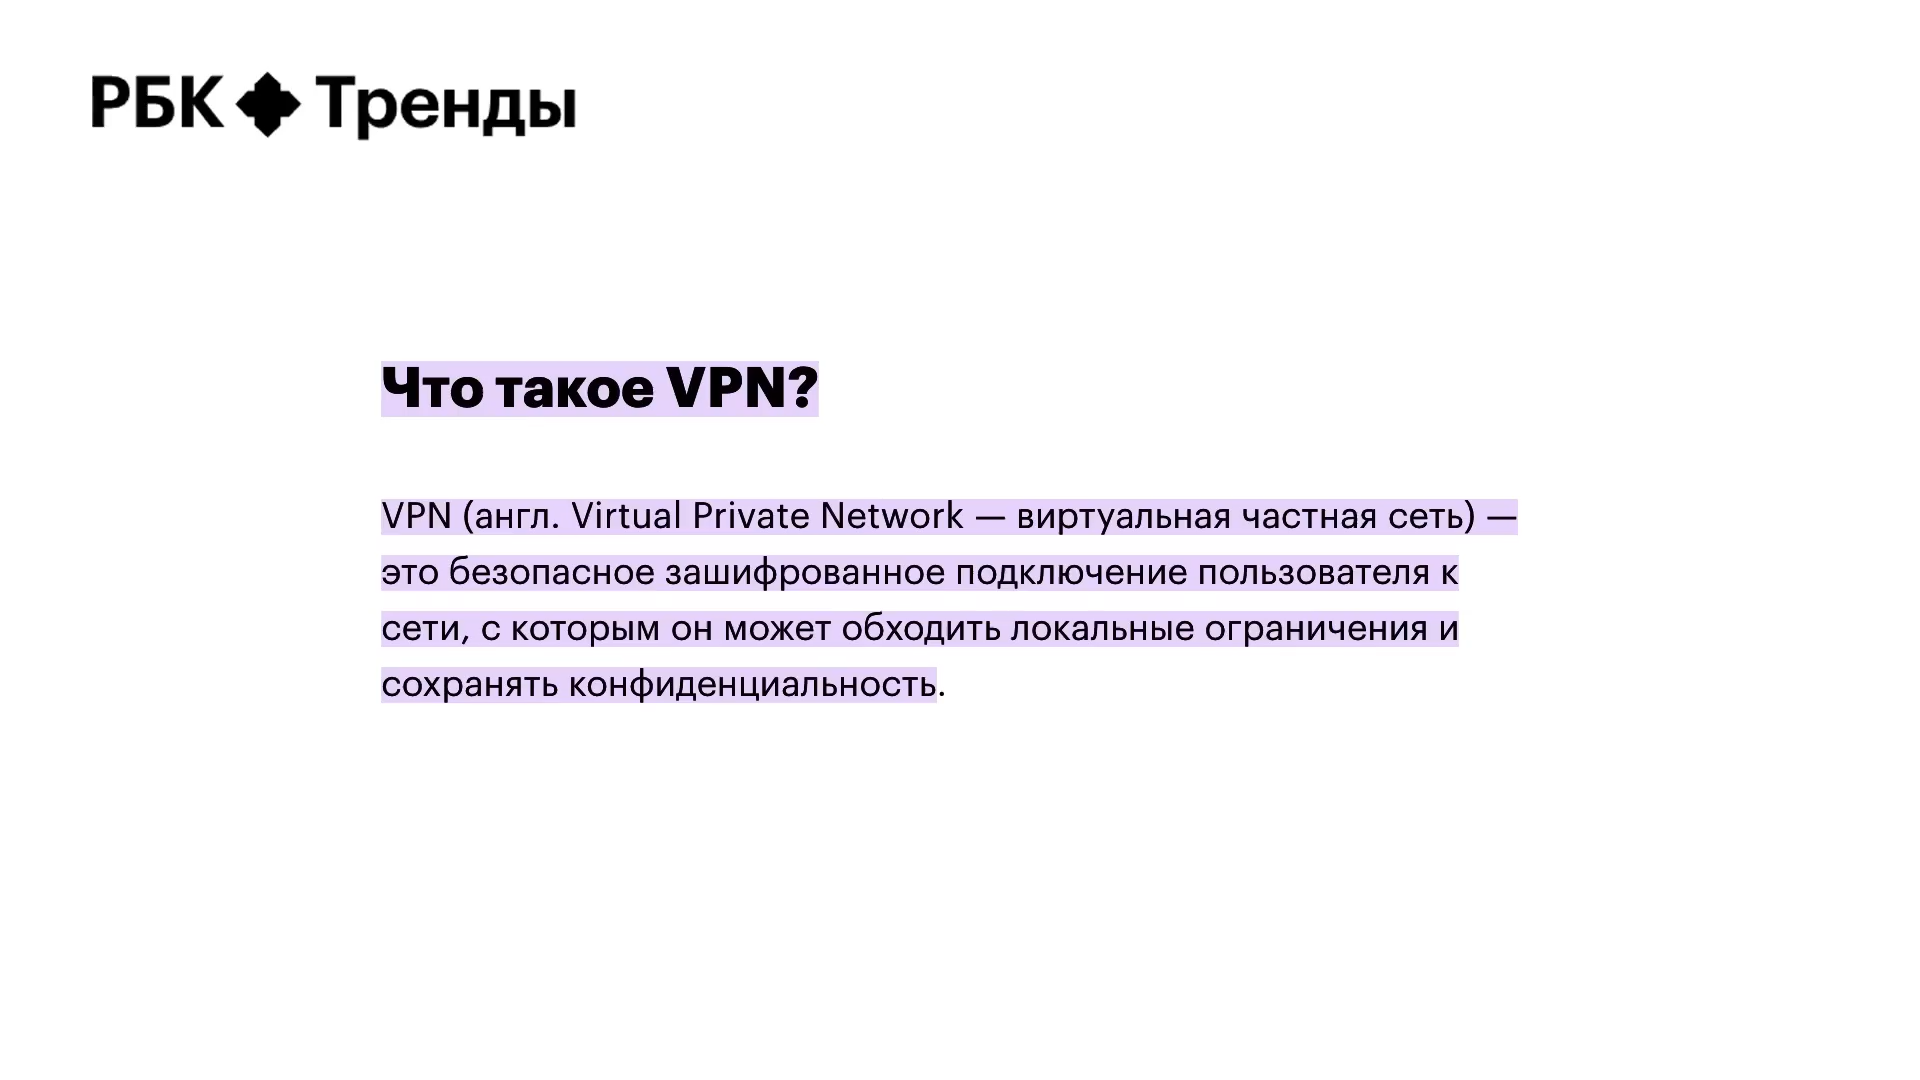 РБК Тренды
Что такое VPN?
VPN (англ. Virtual Private Network — виртуальная частная сеть) —
это безопасное зашифрованное подключение пользователя к
сети, с которым он может обходить локальные ограничения и
сохранять конфиденциальность.